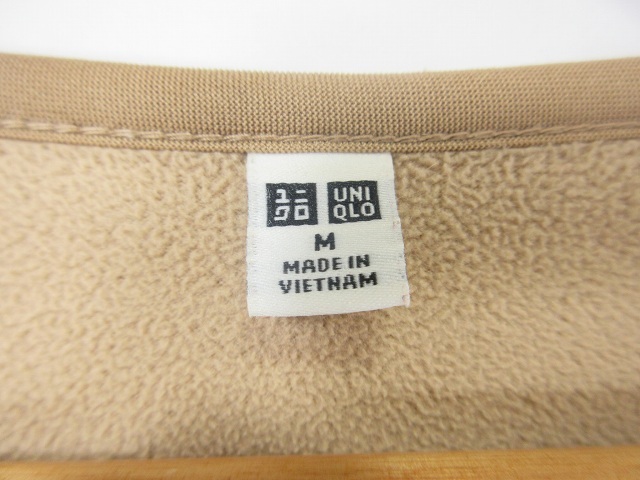 ユニ UNI
クロ QLO
M
MADE IN
VIETNAM